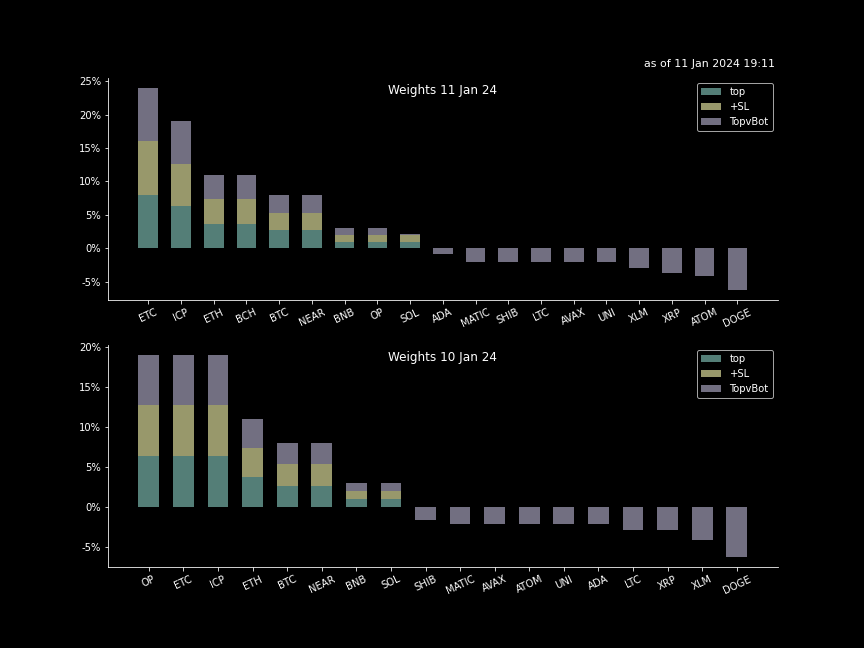 as of 11 Jan 2024 19:11
Weights 11 Jan 24
top
+SL
TopvBot
25%
20%
15%
10%
5%
0%
-5%
ETC ICP ETH BCH BTC NEAR BNB OP SOL ADA MATIC SHIB LTC AVAX UNI XLM XRP ATOM DOGE
Weights 10 Jan 24
top
+SL
TopvBot
20%
15%
10%
5%
0%
-5%
OP ETC ICP ETH BTC NEAR BNB SOL SHIB MATIC AVAX ATOM UNI ADA LTC XRP XLM DOGE